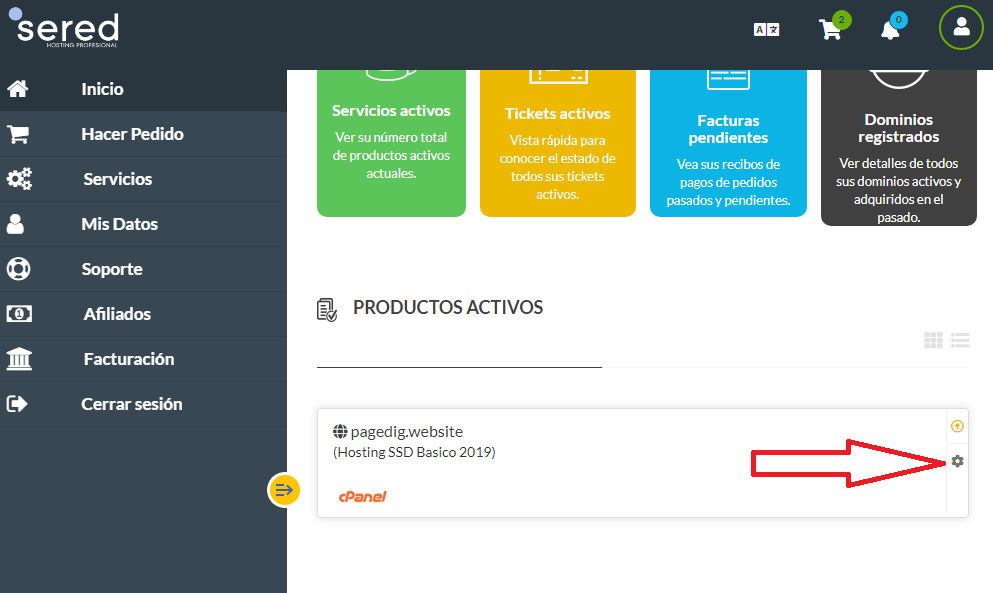 sered
HOSTING PROFESIONAL
A
2
0
Inicio
Hacer Pedido
Servicios
Mis Datos
Soporte
Afiliados
Facturación
Cerrar sesión
Servicios activos
Ver su número total
de productos activos
actuales.
Tickets activos
Vista rápida para
conocer el estado de
todos sus tickets
activos.
Facturas
pendientes
Vea sus recibos de
pagos de pedidos
pasados y pendientes.
Dominios
registrados
Ver detalles de todos
sus dominios activos y
adquiridos en el
pasado.
PRODUCTOS ACTIVOS
pagedig.website
(Hosting SSD Basico 2019)
cPanel